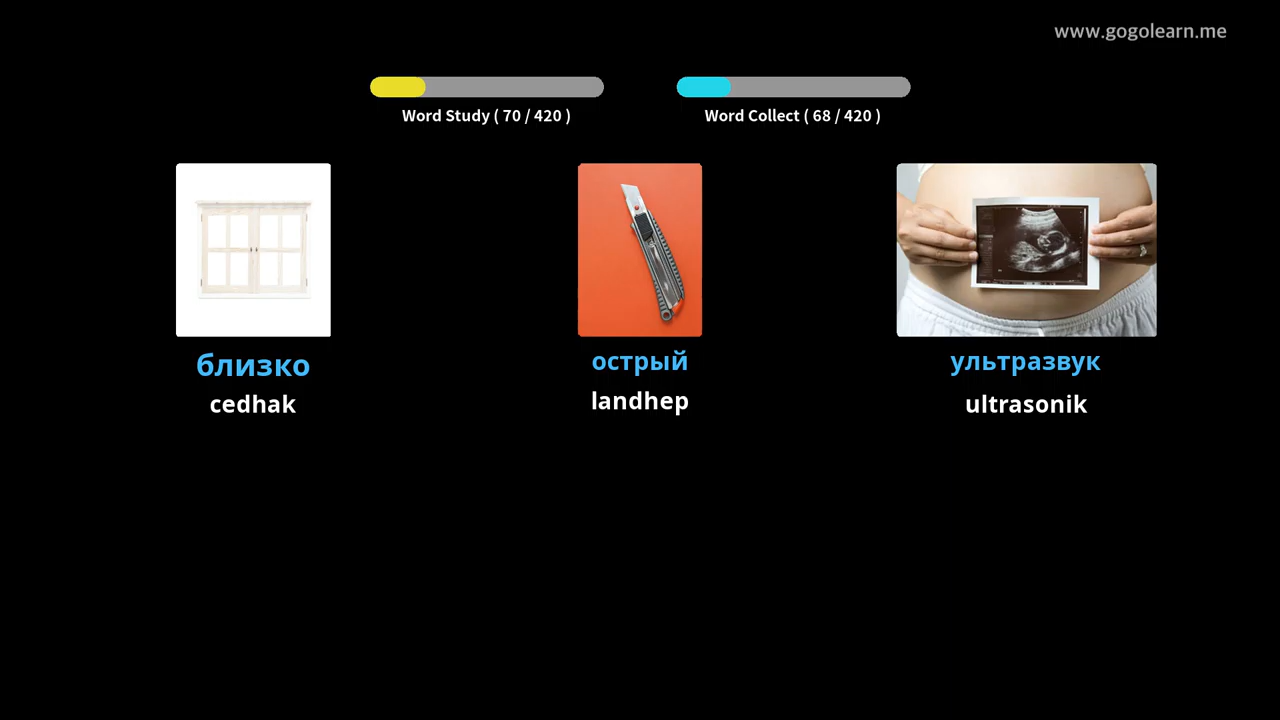 www.gogolearn.me
Word Study ( 70 / 420 )
Word Collect ( 68 / 420 )
близко
cedhak
острый
landhep
ультразвук
ultrasonik